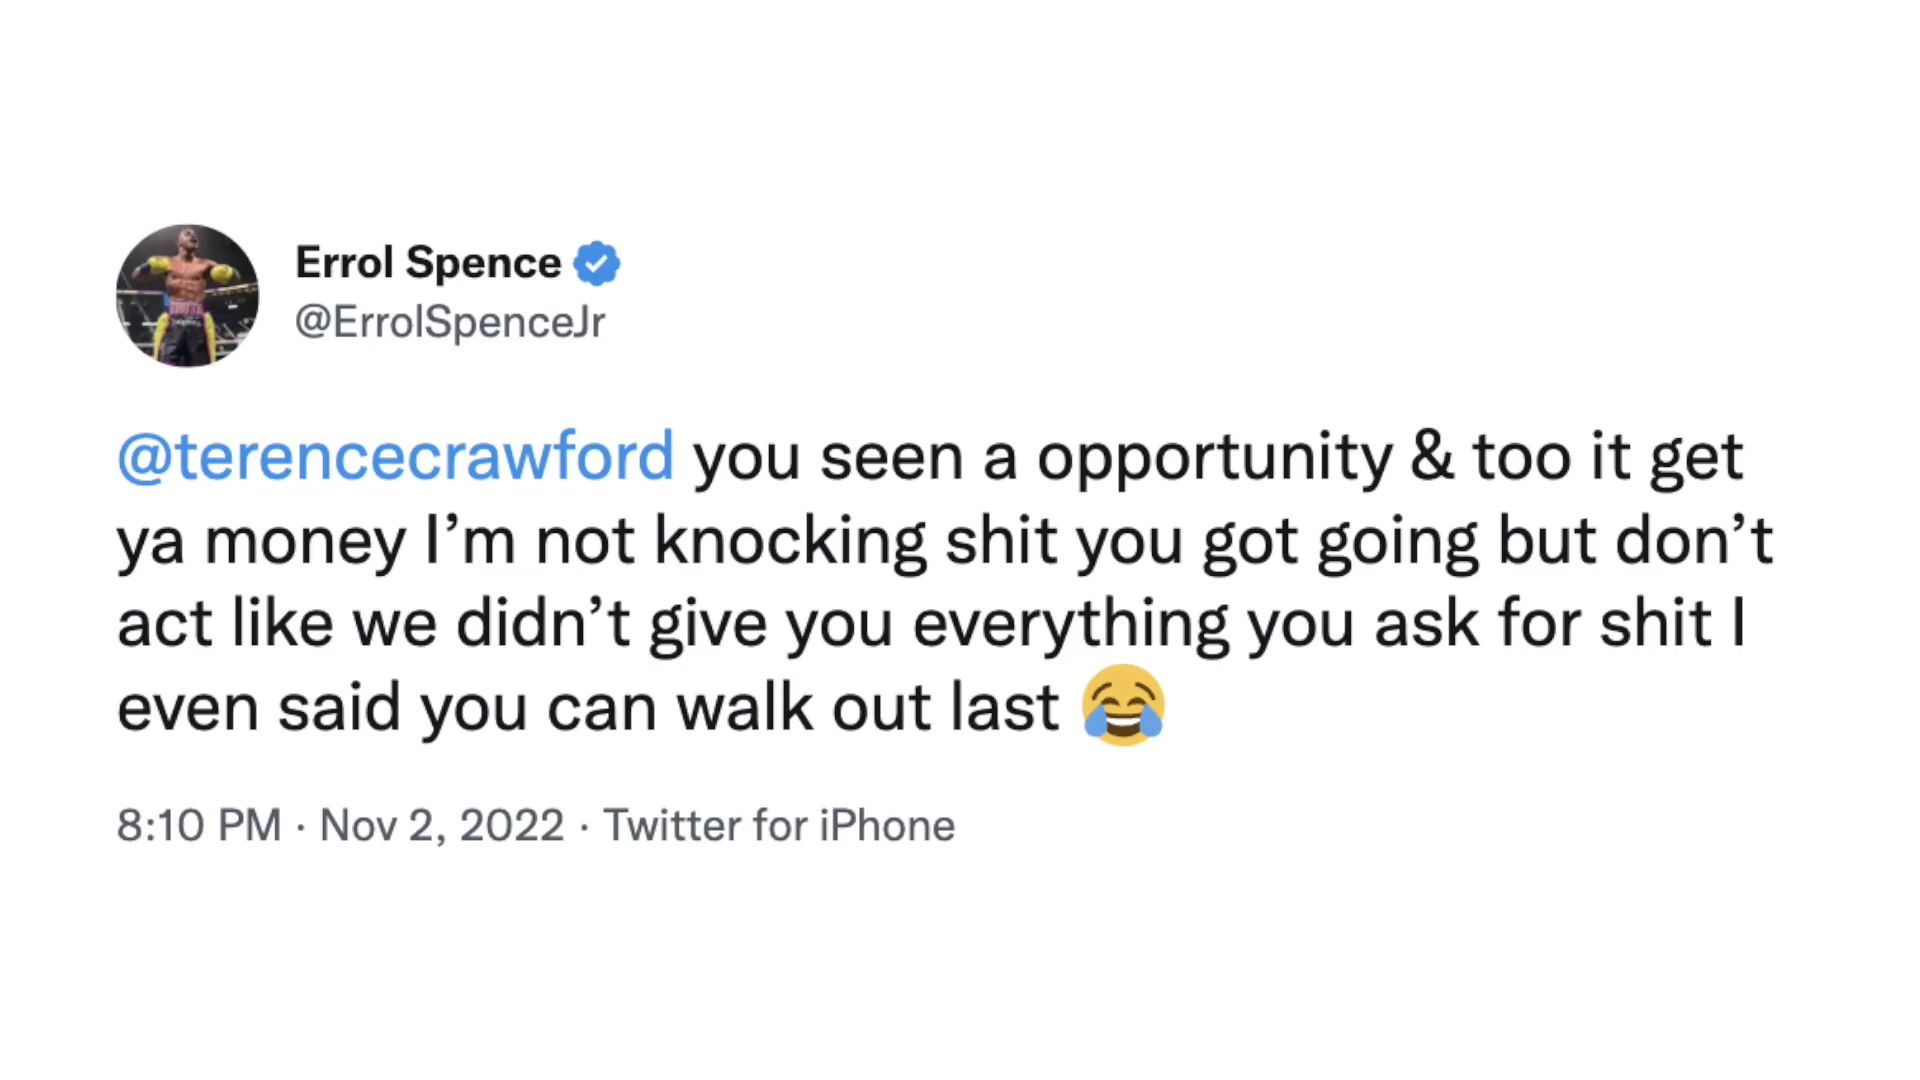 Errol Spence
@ErrolSpenceJr
@terencecrawford you seen a opportunity & too it get
ya money I’m not knocking shit you got going but don’t
act like we didn’t give you everything you ask for shit I
even said you can walk out last 😂
8:10 PM · Nov 2, 2022 · Twitter for iPhone